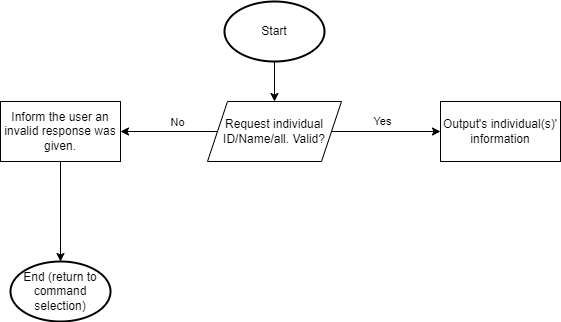 Start
Request individual
ID/Name/all. Valid?
No
Yes
Inform the user an
invalid response was
given.
Output's individual(s)'
information
End (return to
command
selection)